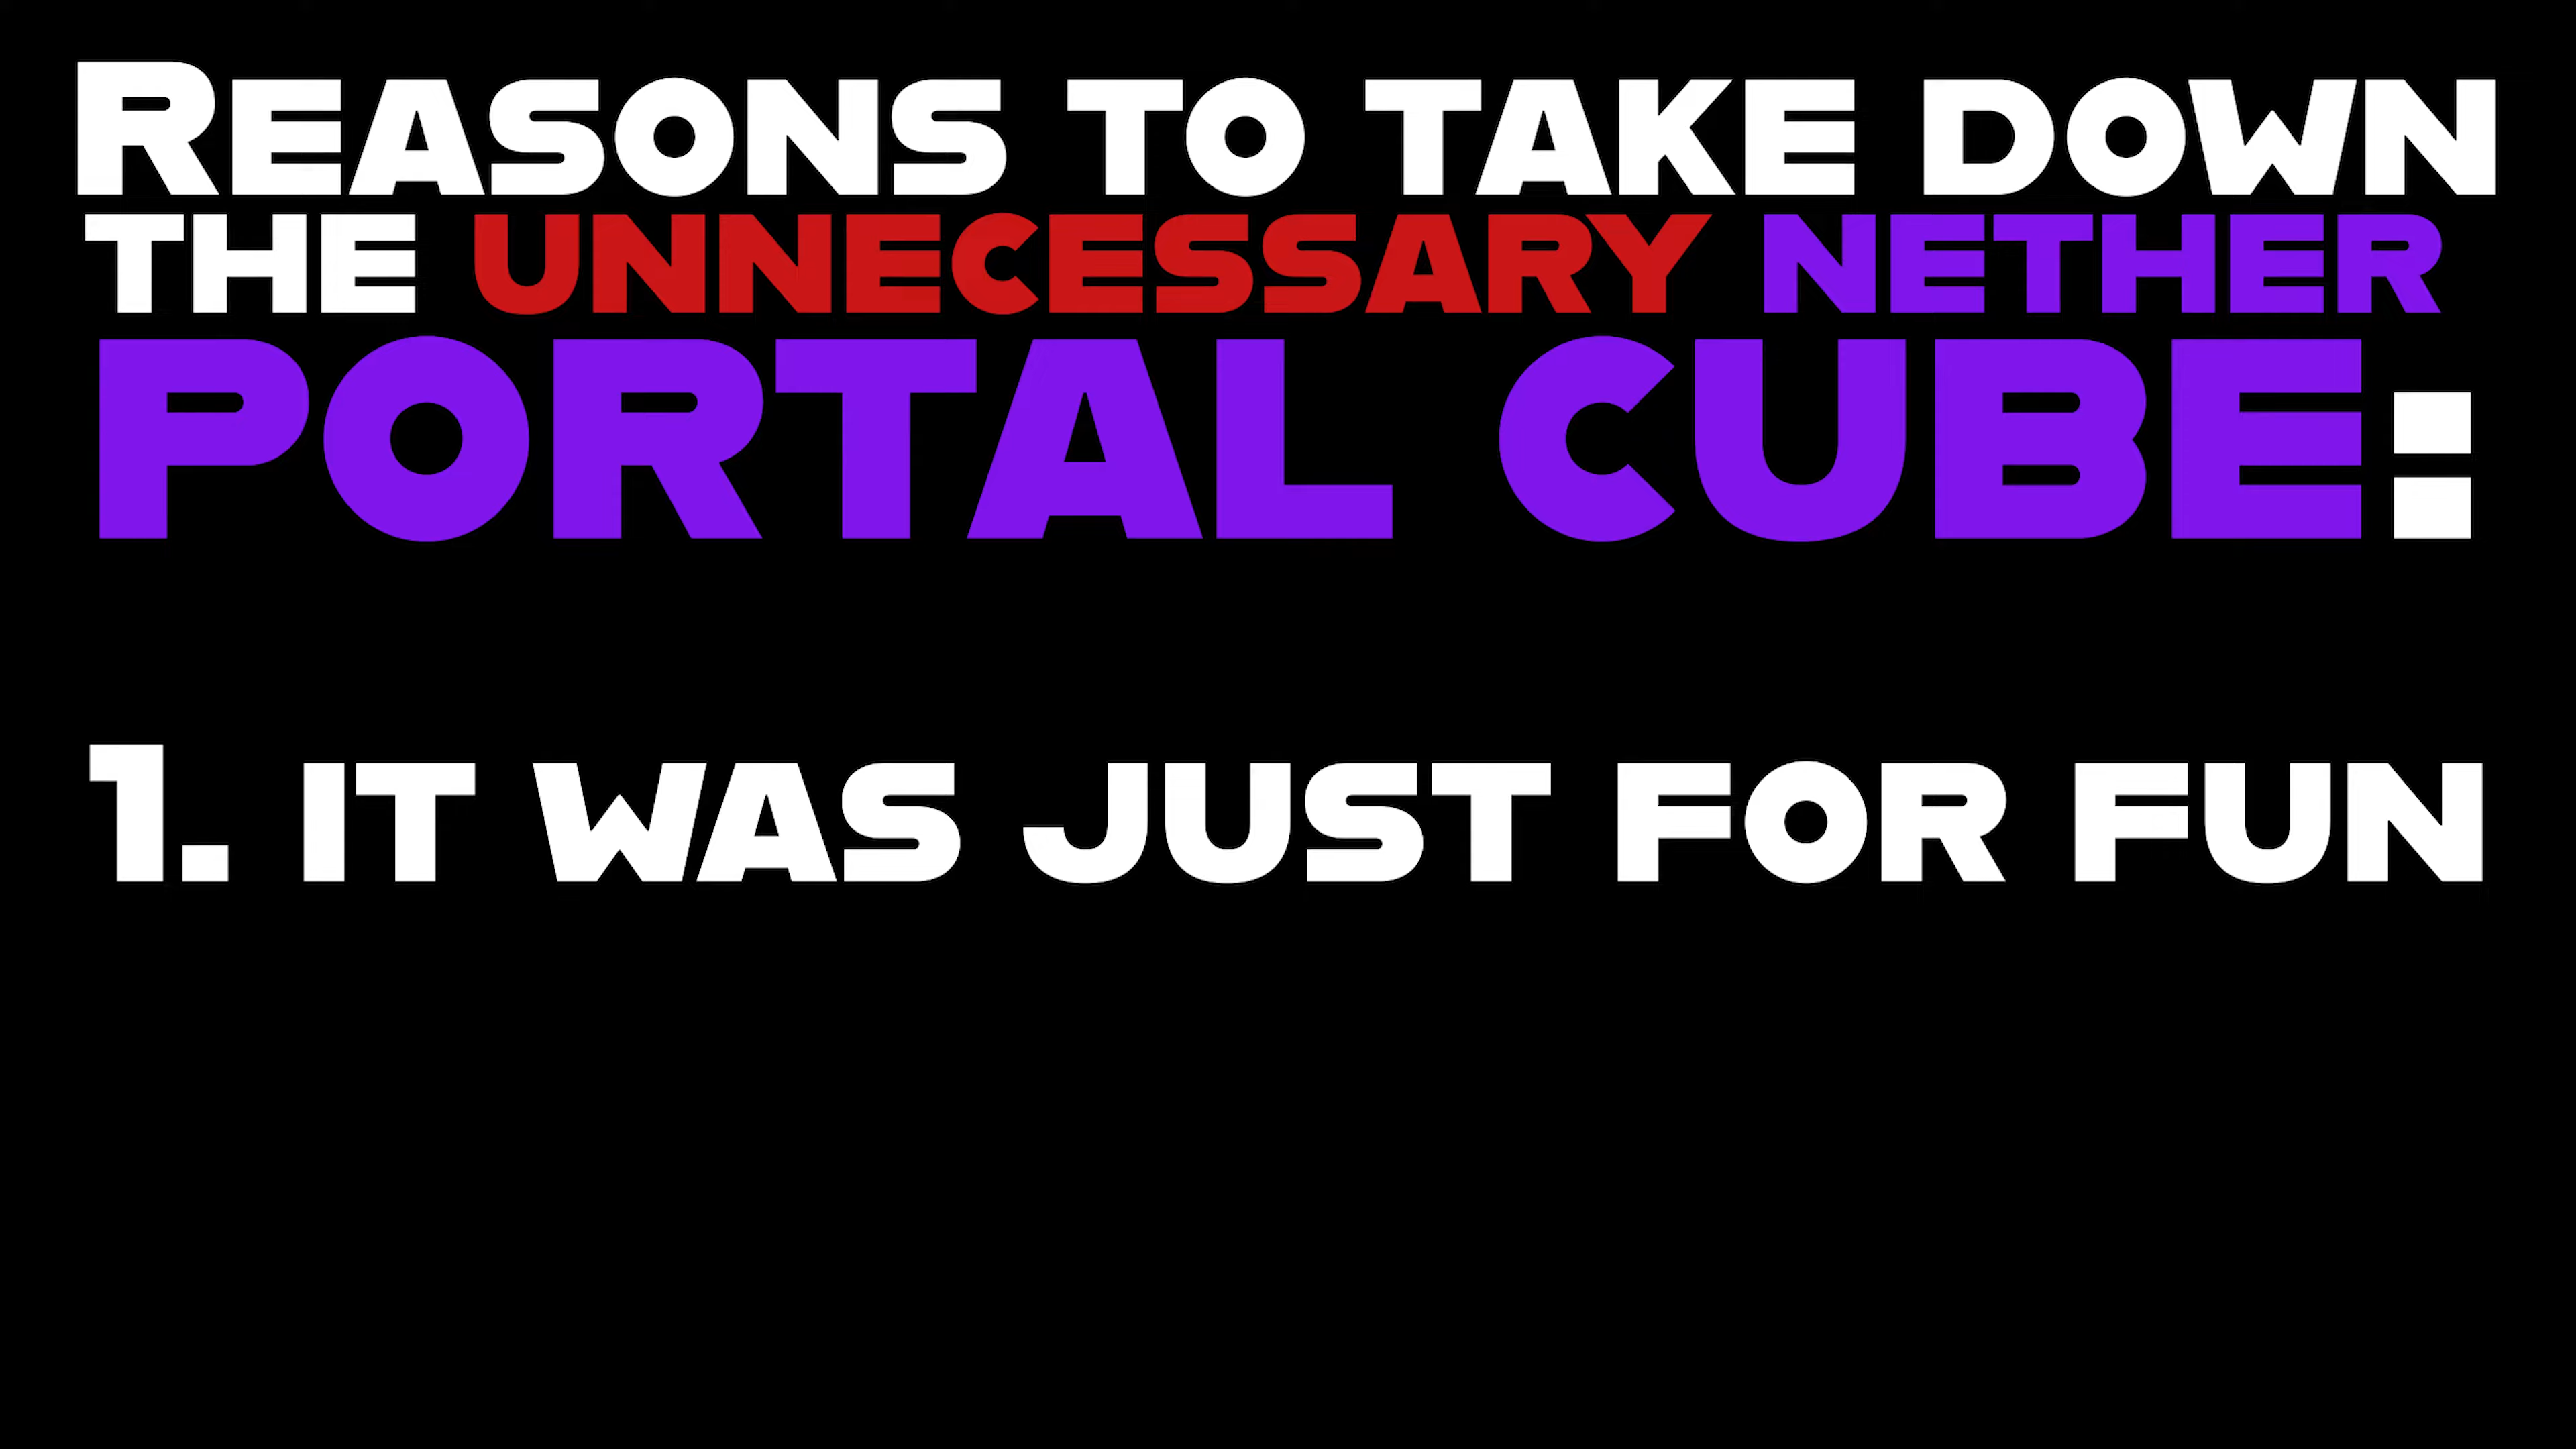 REASONS TO TAKE DOWN
THE UNNECESSARY NETHER
PORTAL CUBE:
1. IT WAS JUST FOR FUN